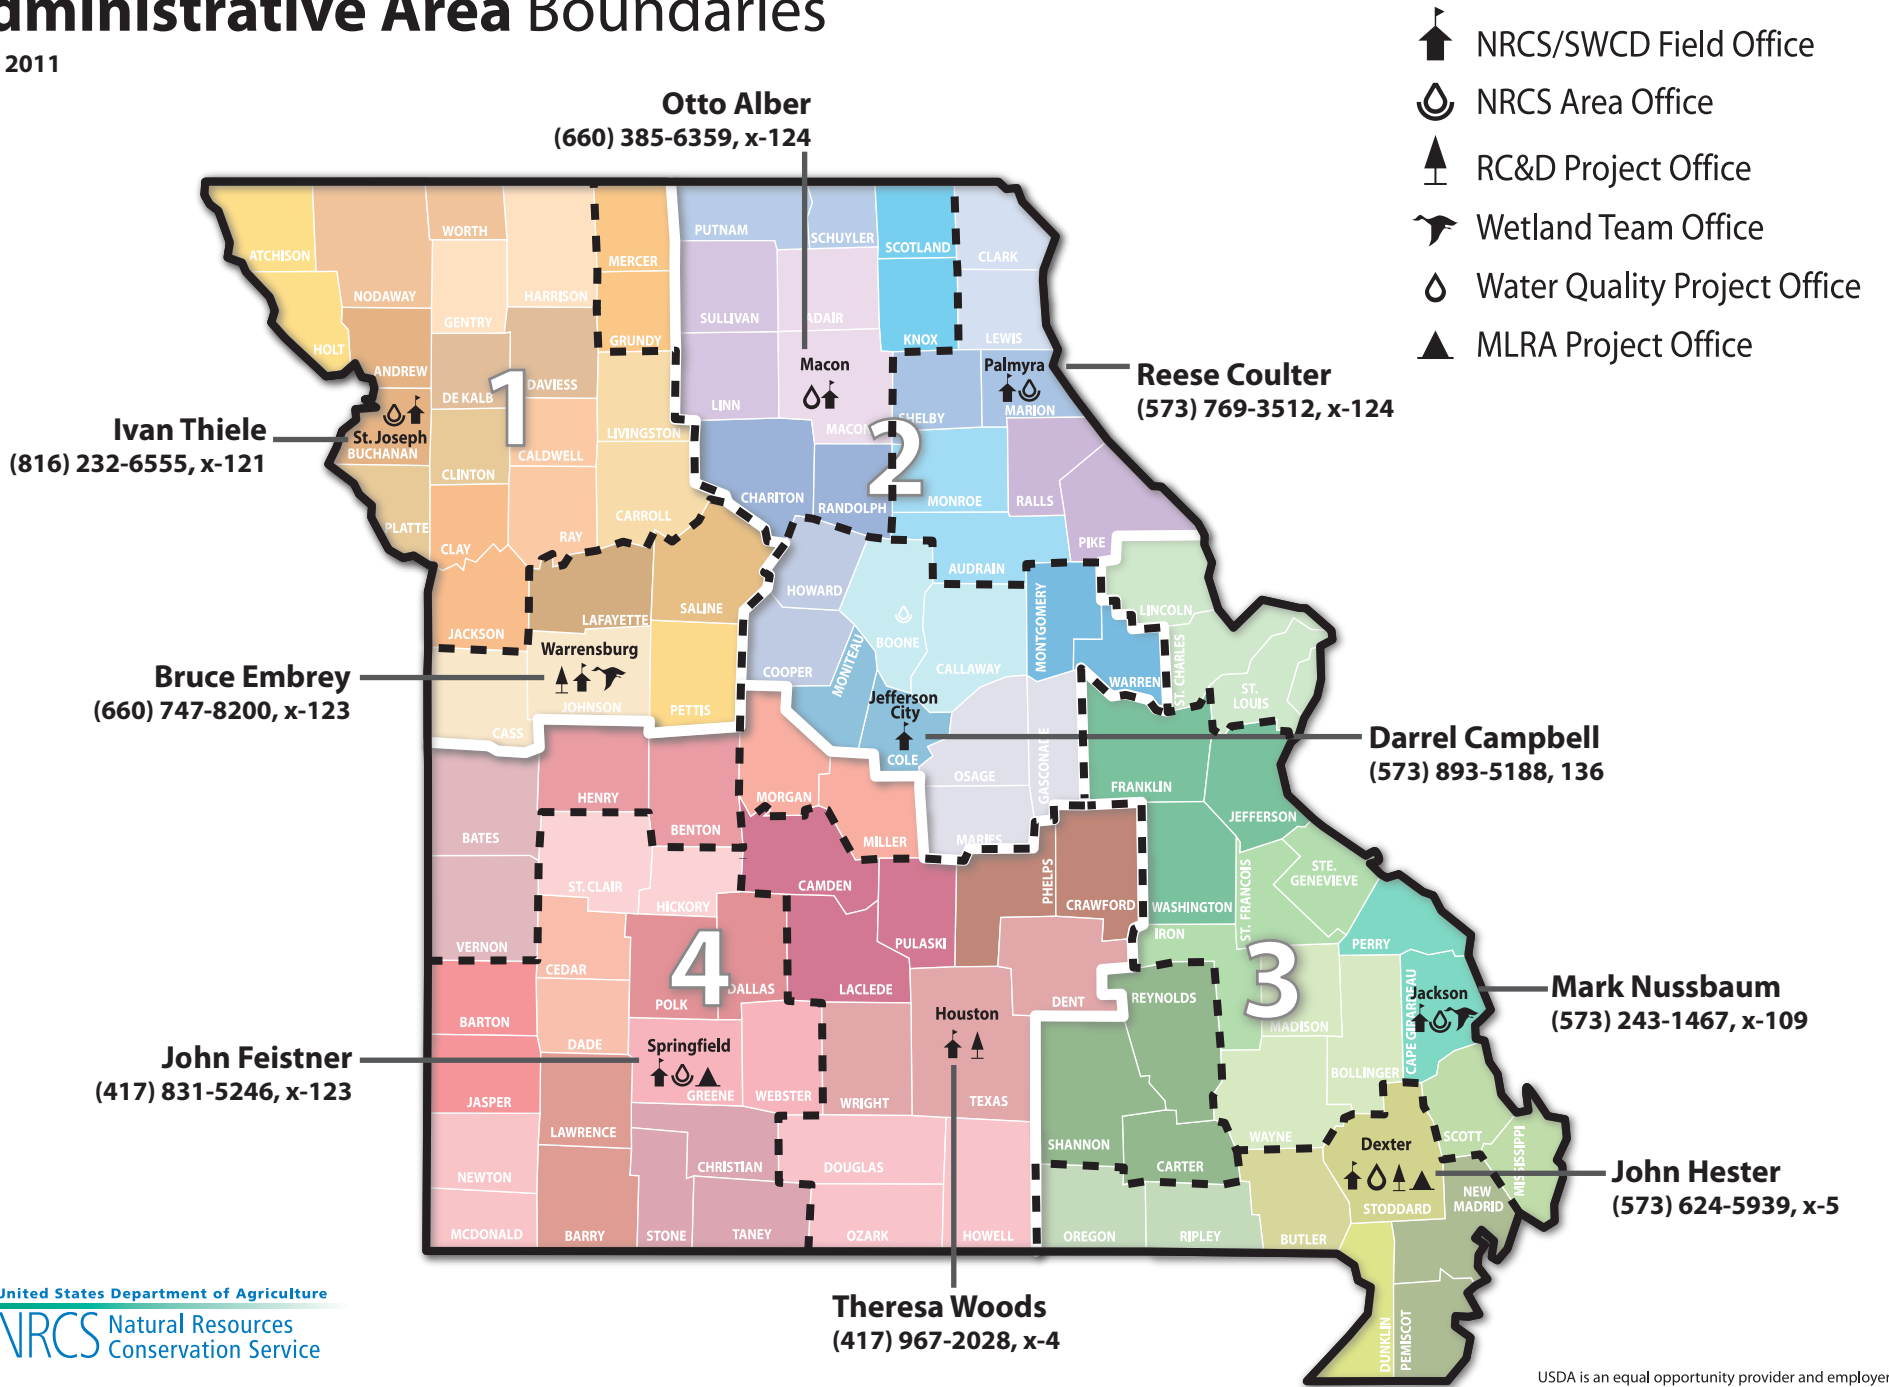 dministrative Area Boundaries
2011
NRCS/SWCD Field Office
NRCS Area Office
RC&D Project Office
Wetland Team Office
Water Quality Project Office
MLRA Project Office
Otto Alber
(660) 385-6359, x-124
Reese Coulter
(573) 769-3512, x-124
Ivan Thiele
(816) 232-6555, x-121
Bruce Embrey
(660) 747-8200, x-123
Darrel Campbell
(573) 893-5188, 136
Mark Nussbaum
(573) 243-1467, x-109
John Feistner
(417) 831-5246, x-123
John Hester
(573) 624-5939, x-5
Theresa Woods
(417) 967-2028, x-4
1
2
3
4
ATCHISON
NODAWAY
WORTH
HARRISON
MERCER
PUTNAM
SCHUYLER
SCOTLAND
CLARK
HOLT
GENTRY
GRUNDY
SULLIVAN
ADAIR
KNOX
LEWIS
ANDREW
DE KALB
DAVIESS
LIVINGSTON
LINN
Macon
MACON
SHELBY
Palmyra
MARION
St. Joseph
BUCHANAN
CLINTON
CALDWELL
CARROLL
CHARITON
RANDOLPH
MONROE
RALLS
PIKE
PLATTE
CLAY
RAY
JACKSON
LAFAYETTE
SALINE
HOWARD
BOONE
AUDRAIN
CALLAWAY
MONTGOMERY
LINCOLN
WARREN
ST. CHARLES
ST.
LOUIS
CASS
Warrensburg
JOHNSON
PETTIS
COOPER
MONITEAU
Jefferson
City
COLE
OSAGE
GASCONADE
FRANKLIN
JEFFERSON
BATES
HENRY
BENTON
MORGAN
MILLER
MARIES
PHELPS
CRAWFORD
WASHINGTON
ST. FRANCOIS
STE.
GENEVIEVE
VERNON
ST. CLAIR
HICKORY
CAMDEN
PULASKI
DENT
IRON
PERRY
CEDAR
POLK
DALLAS
LACLEDE
REYNOLDS
MADISON
CAPE GIRARDEAU
Jackson
BARTON
DADE
Springfield
GREENE
WEBSTER
WRIGHT
Houston
TEXAS
SHANNON
BOLLINGER
JASPER
LAWRENCE
CHRISTIAN
DOUGLAS
CARTER
WAYNE
Dexter
STODDARD
SCOTT
MISSISSIPPI
NEWTON
MCDONALD
BARRY
STONE
TANEY
OZARK
HOWELL
OREGON
RIPLEY
BUTLER
NEW
MADRID
DUNKLIN
PEMISCOT
United States Department of Agriculture
NRCS
Natural Resources
Conservation Service
USDA is an equal opportunity provider and employer